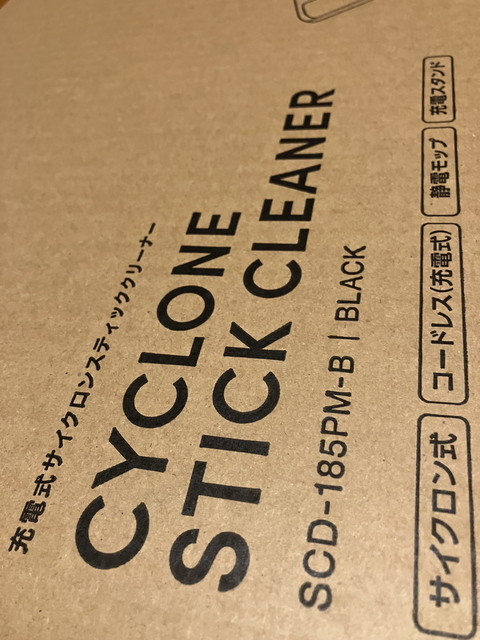 充電式サイクロンスティッククリーナー
CYCLONE
STICK CLEANER
SCD-185PM-B | BLACK
サイクロン式 コードレス(充電式) 静電モップ 充電スタンド